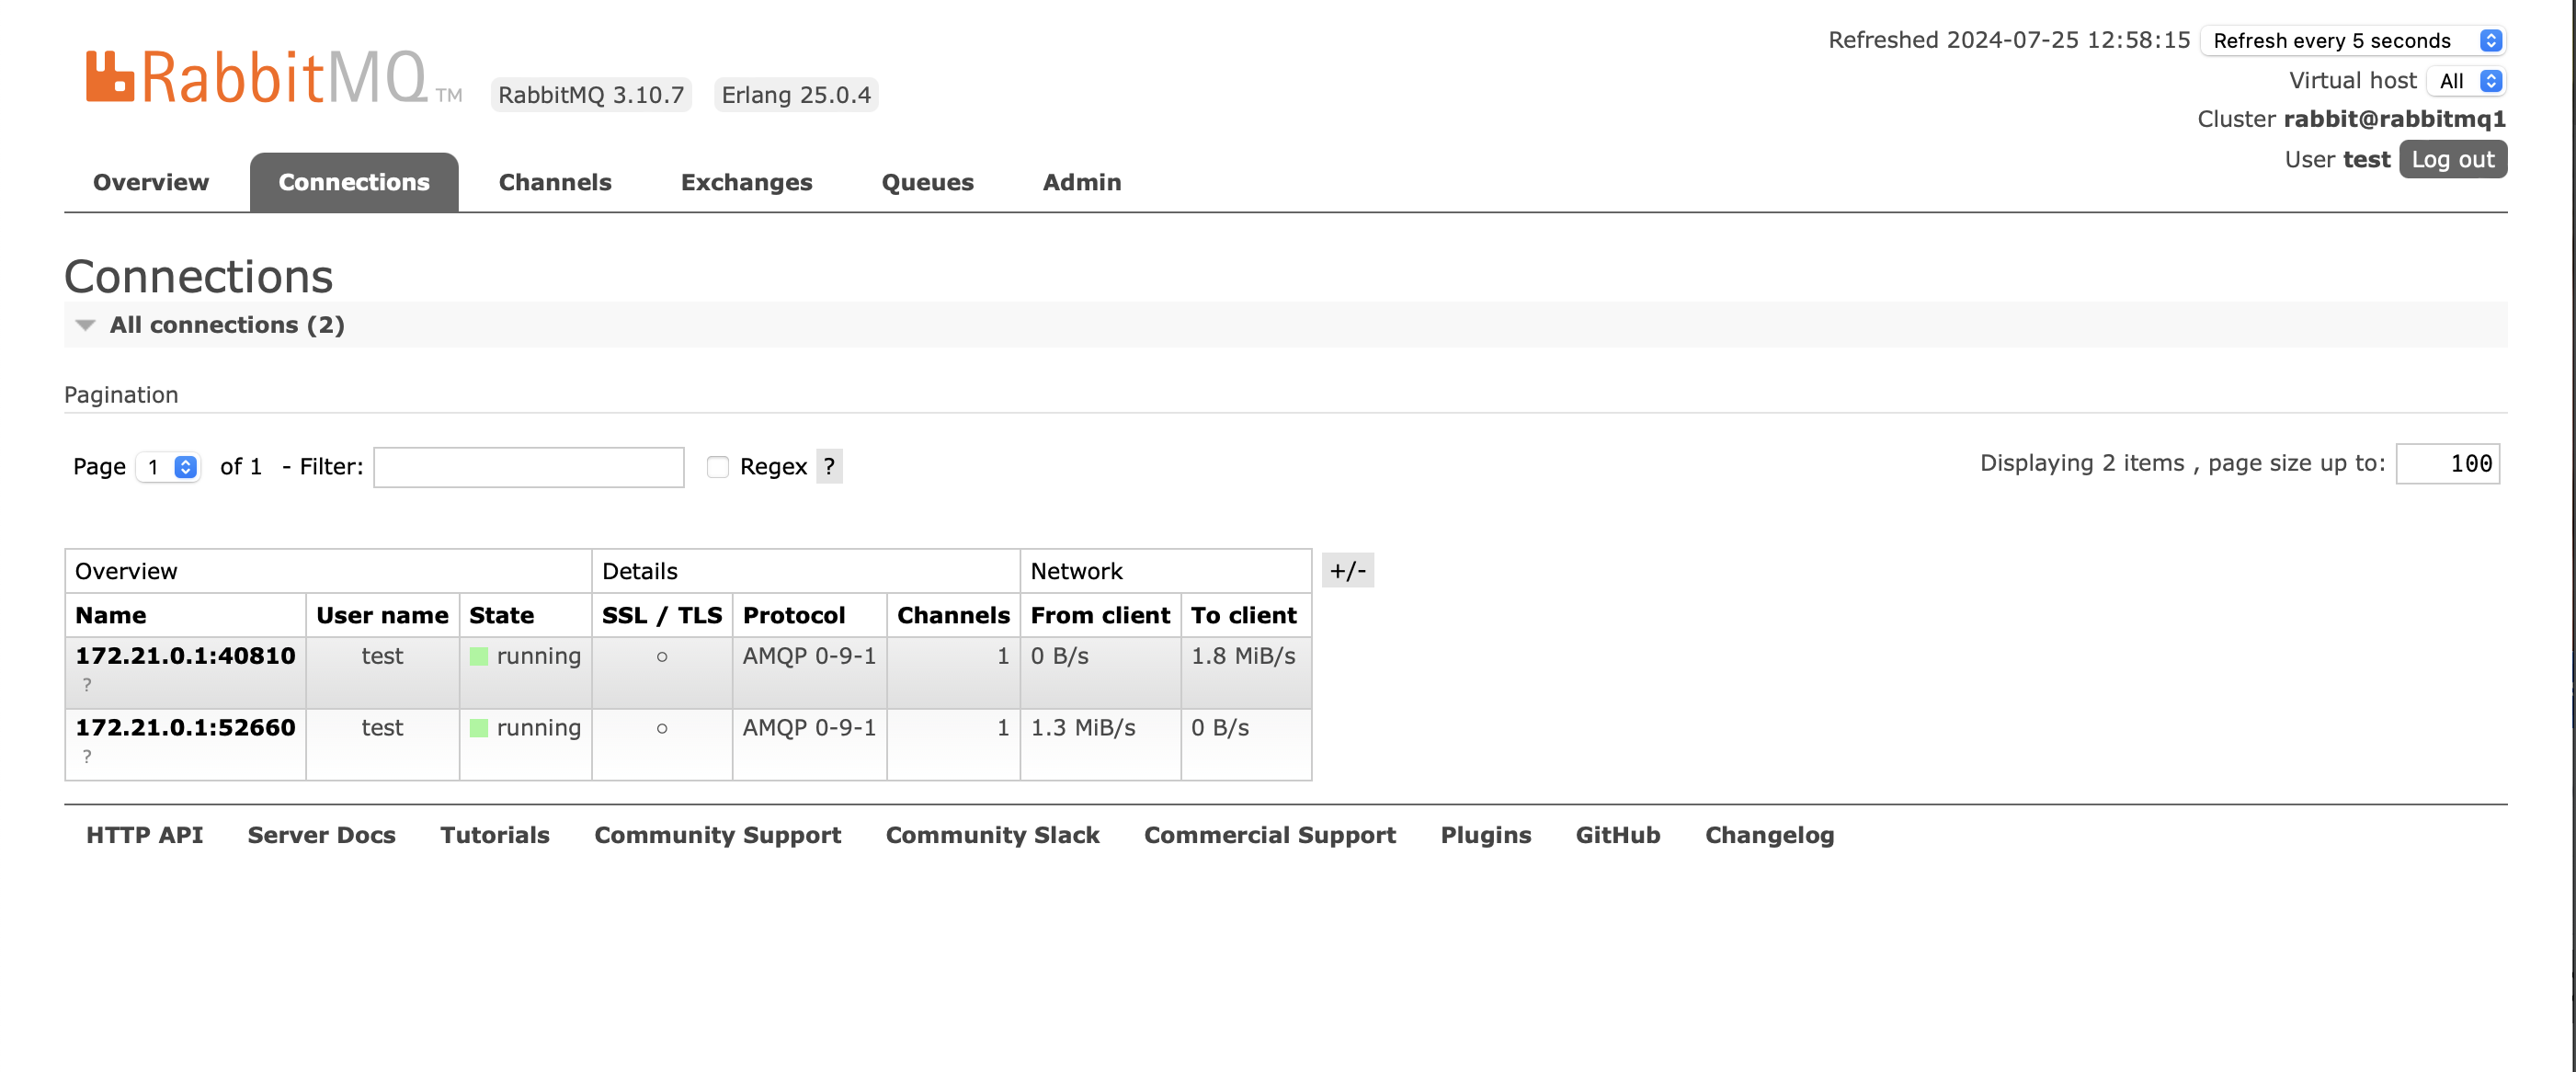 RabbitMQ TM RabbitMQ 3.10.7 Erlang 25.0.4
Refreshed 2024-07-25 12:58:15 Refresh every 5 seconds
Virtual host All
Cluster rabbit@rabbitmq1
User test Log out
Overview Connections Channels Exchanges Queues Admin
Connections
All connections (2)
Pagination
Page 1 of 1 - Filter: Regex ? Displaying 2 items , page size up to: 100
Overview Details Network +/-
Name User name State SSL / TLS Protocol Channels From client To client
172.21.0.1:40810 test running ○ AMQP 0-9-1 1 0 B/s 1.8 MiB/s
?
172.21.0.1:52660 test running ○ AMQP 0-9-1 1 1.3 MiB/s 0 B/s
?
HTTP API Server Docs Tutorials Community Support Community Slack Commercial Support Plugins GitHub Changelog